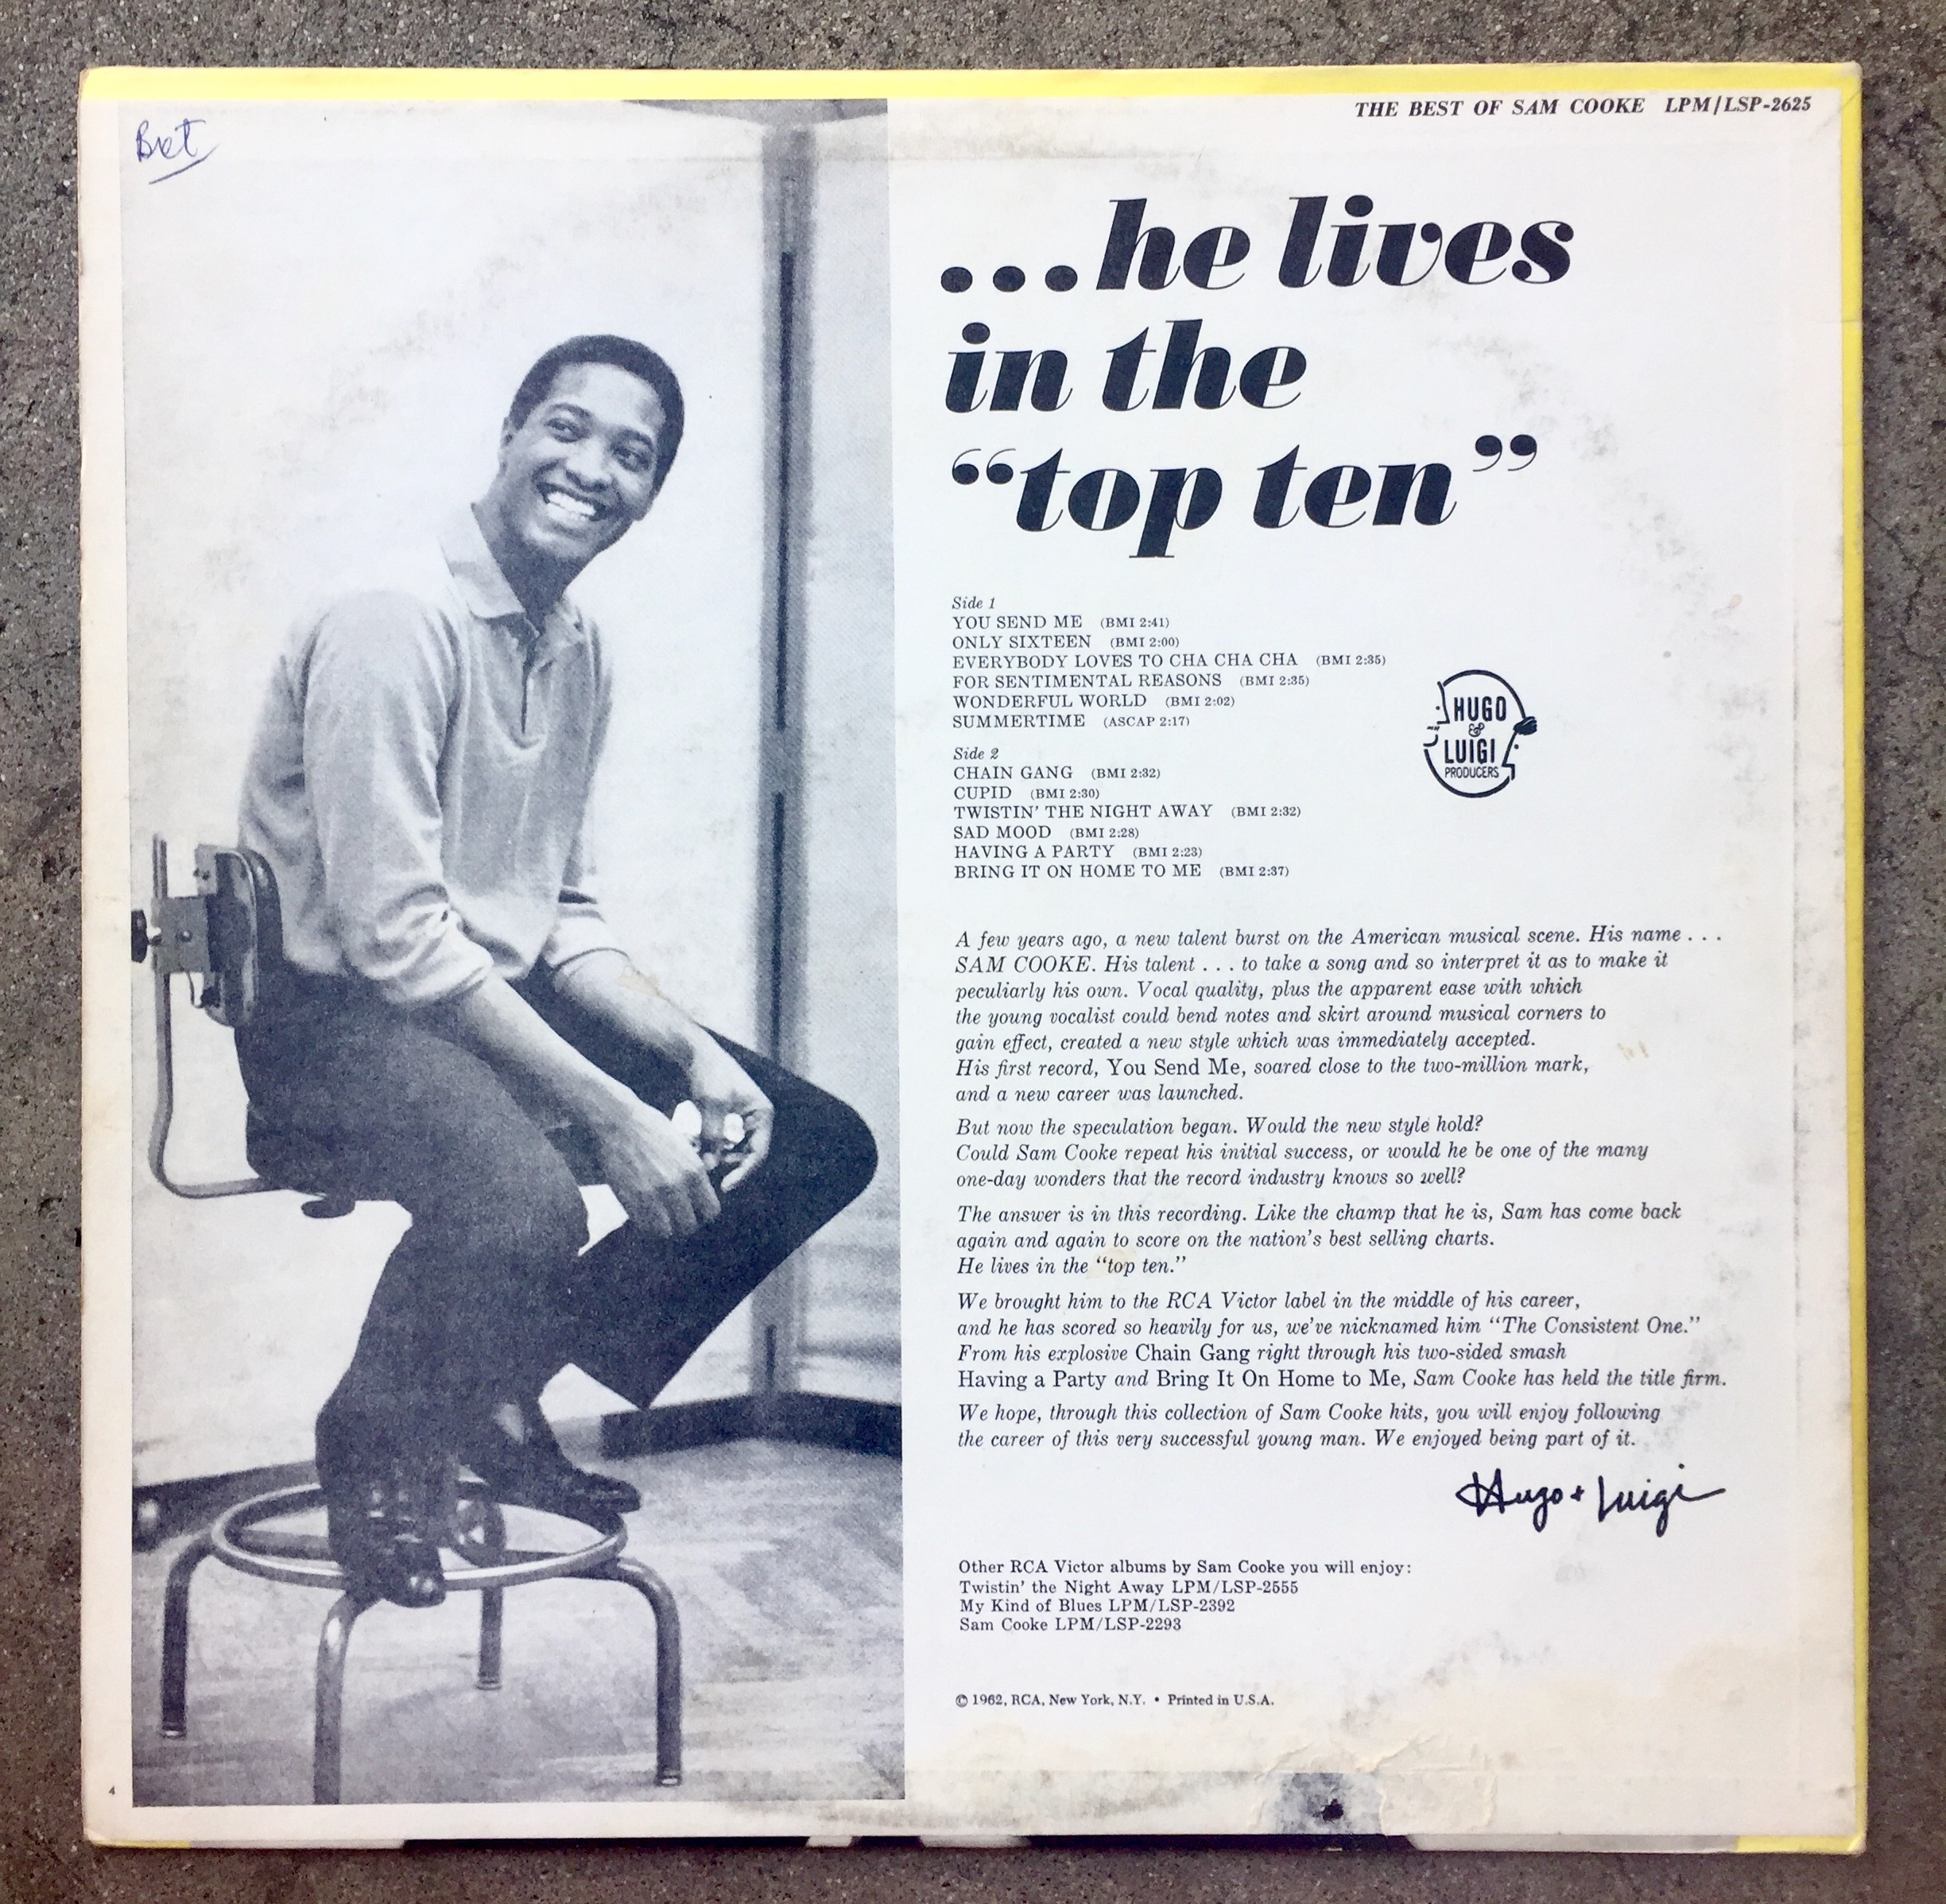 Bret
THE BEST OF SAM COOKE LPM/LSP-2625
...he lives
in the
“top ten”
Side 1
YOU SEND ME (BMI 2:41)
ONLY SIXTEEN (BMI 2:00)
EVERYBODY LOVES TO CHA CHA CHA (BMI 2:35)
FOR SENTIMENTAL REASONS (BMI 2:35)
WONDERFUL WORLD (BMI 2:02)
SUMMERTIME (ASCAP 2:17)
HUGO
&
LUIGI
PRODUCERS
Side 2
CHAIN GANG (BMI 2:32)
CUPID (BMI 2:30)
TWISTIN’ THE NIGHT AWAY (BMI 2:32)
SAD MOOD (BMI 2:28)
HAVING A PARTY (BMI 2:23)
BRING IT ON HOME TO ME (BMI 2:37)
A few years ago, a new talent burst on the American musical scene. His name . . .
SAM COOKE. His talent . . . to take a song and so interpret it as to make it
peculiarly his own. Vocal quality, plus the apparent ease with which
the young vocalist could bend notes and skirt around musical corners to
gain effect, created a new style which was immediately accepted.
His first record, You Send Me, soared close to the two-million mark,
and a new career was launched.
But now the speculation began. Would the new style hold?
Could Sam Cooke repeat his initial success, or would he be one of the many
one-day wonders that the record industry knows so well?
The answer is in this recording. Like the champ that he is, Sam has come back
again and again to score on the nation’s best selling charts.
He lives in the “top ten.”
We brought him to the RCA Victor label in the middle of his career,
and he has scored so heavily for us, we’ve nicknamed him “The Consistent One.”
From his explosive Chain Gang right through his two-sided smash
Having a Party and Bring It On Home to Me, Sam Cooke has held the title firm.
We hope, through this collection of Sam Cooke hits, you will enjoy following
the career of this very successful young man. We enjoyed being part of it.
Hugo + Luigi
Other RCA Victor albums by Sam Cooke you will enjoy:
Twistin’ the Night Away LPM/LSP-2555
My Kind of Blues LPM/LSP-2392
Sam Cooke LPM/LSP-2293
© 1962, RCA, New York, N.Y. • Printed in U.S.A.
4